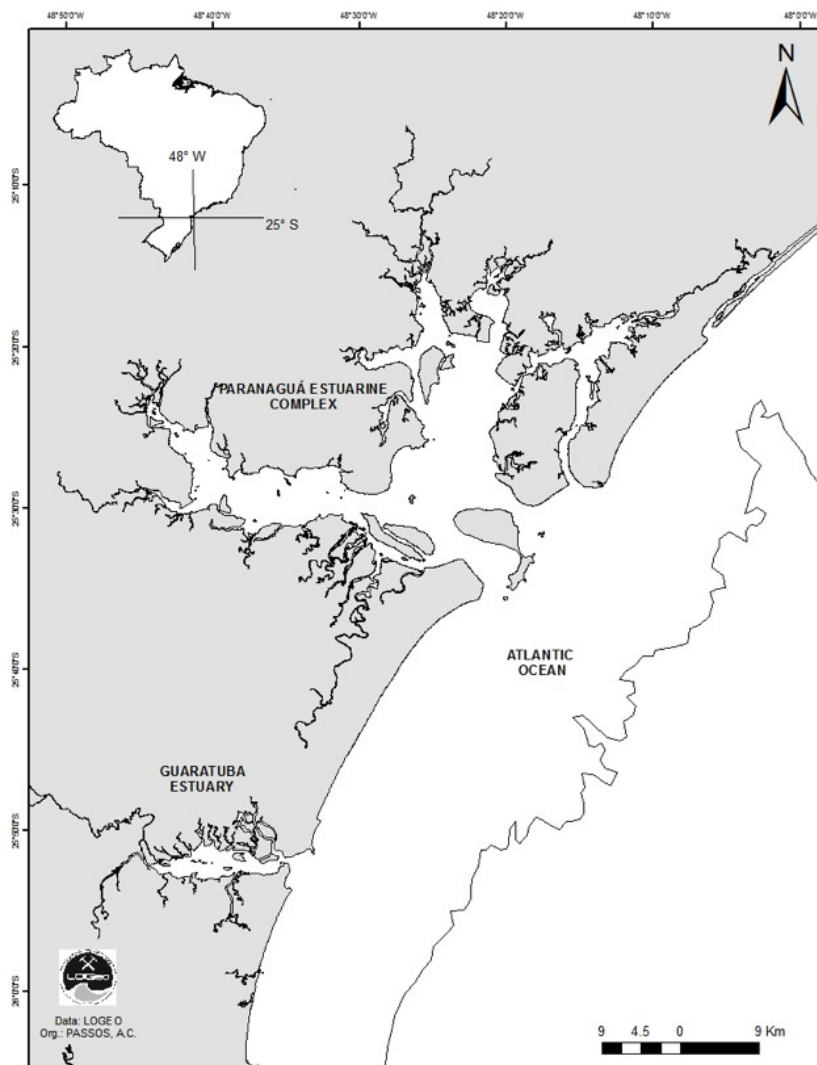 48°50'0"W
48°40'0"W
48°30'0"W
48°20'0"W
48°10'0"W
48°0'0"W
N
48° W
25° S
25°10'0"S
25°20'0"S
25°30'0"S
25°40'0"S
25°50'0"S
26°0'0"S
PARANAGUÁ ESTUARINE
COMPLEX
ATLANTIC
OCEAN
GUARATUBA
ESTUARY
LOGEO
Data: LOGEO
Org.: PASSOS, A.C.
9 4.5 0 9 Km